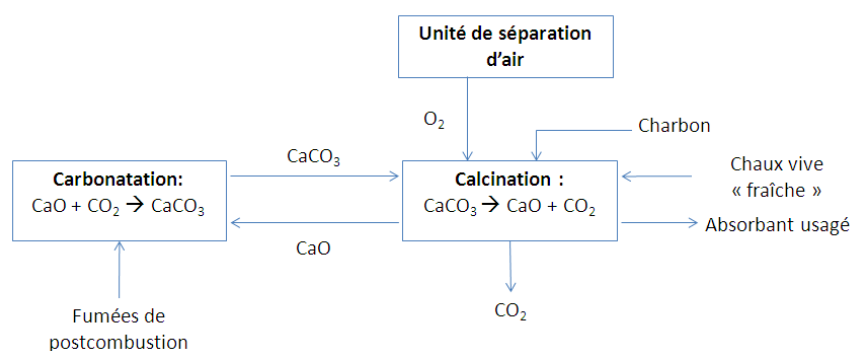 Unité de séparation
d'air
O₂
Charbon
CaCO₃
Carbonatation:
CaO + CO₂ → CaCO₃
Calcination :
CaCO₃ → CaO + CO₂
Chaux vive
« fraîche »
Absorbant usagé
CaO
CO₂
Fumées de
postcombustion